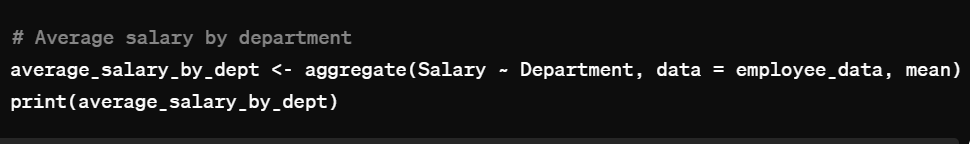 # Average salary by department
average_salary_by_dept <- aggregate(Salary ~ Department, data = employee_data, mean)
print(average_salary_by_dept)